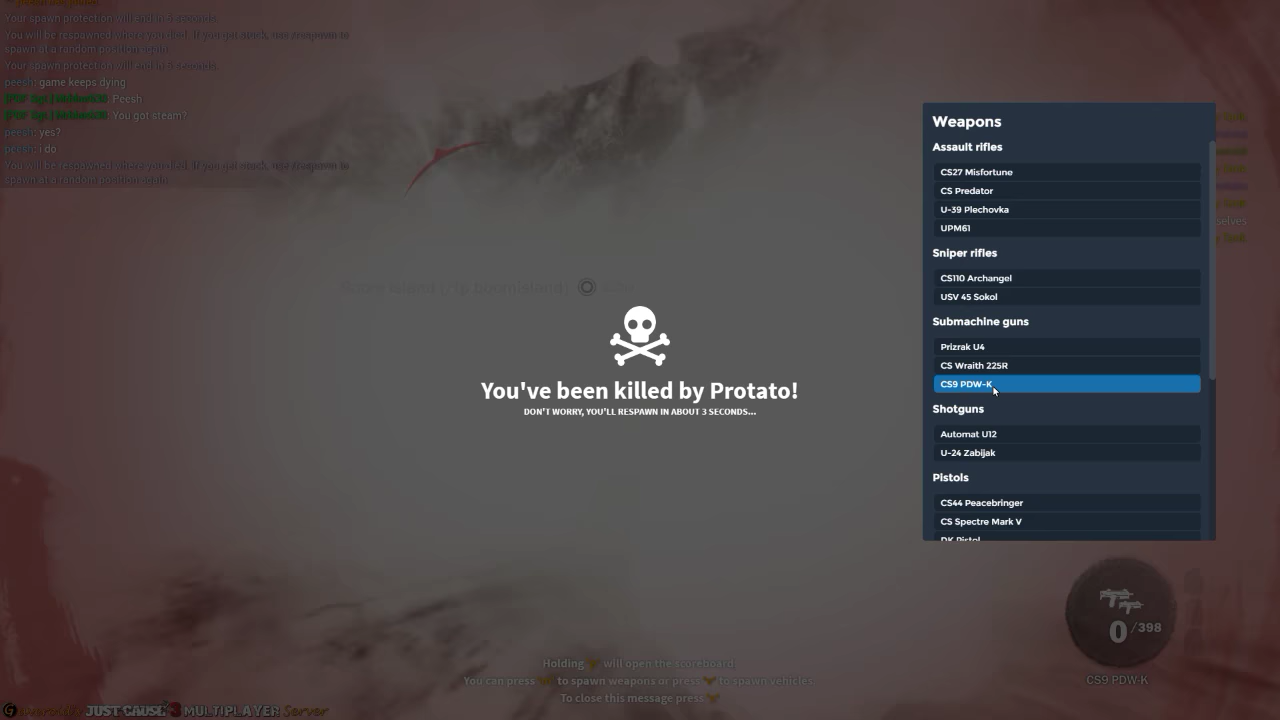 Your spawn protection will end in 5 seconds.
You will be respawned where you died. If you get stuck, use /respawn to
spawn at a random position again.
Your spawn protection will end in 5 seconds.
peesh: game keeps dying
Peesh
You got steam?
peesh: yes?
peesh: i do
You will be respawned where you died. If you get stuck, use /respawn to
spawn at a random position again.
You've been killed by Protato!
DON'T WORRY, YOU'LL RESPAWN IN ABOUT 3 SECONDS...
Weapons
Assault rifles
CS27 Misfortune
CS Predator
U-39 Plechovka
UPM61
Sniper rifles
CS110 Archangel
USV 45 Sokol
Submachine guns
Prizrak U4
CS Wraith 225R
CS9 PDW-K
Shotguns
Automat U12
U-24 Zabijak
Pistols
CS44 Peacebringer
CS Spectre Mark V
DK Pistol
0/398
CS9 PDW-K
Holding will open the scoreboard.
You can press to spawn weapons or press to spawn vehicles.
To close this message press
JUST CAUSE 3 MULTIPLAYER Server